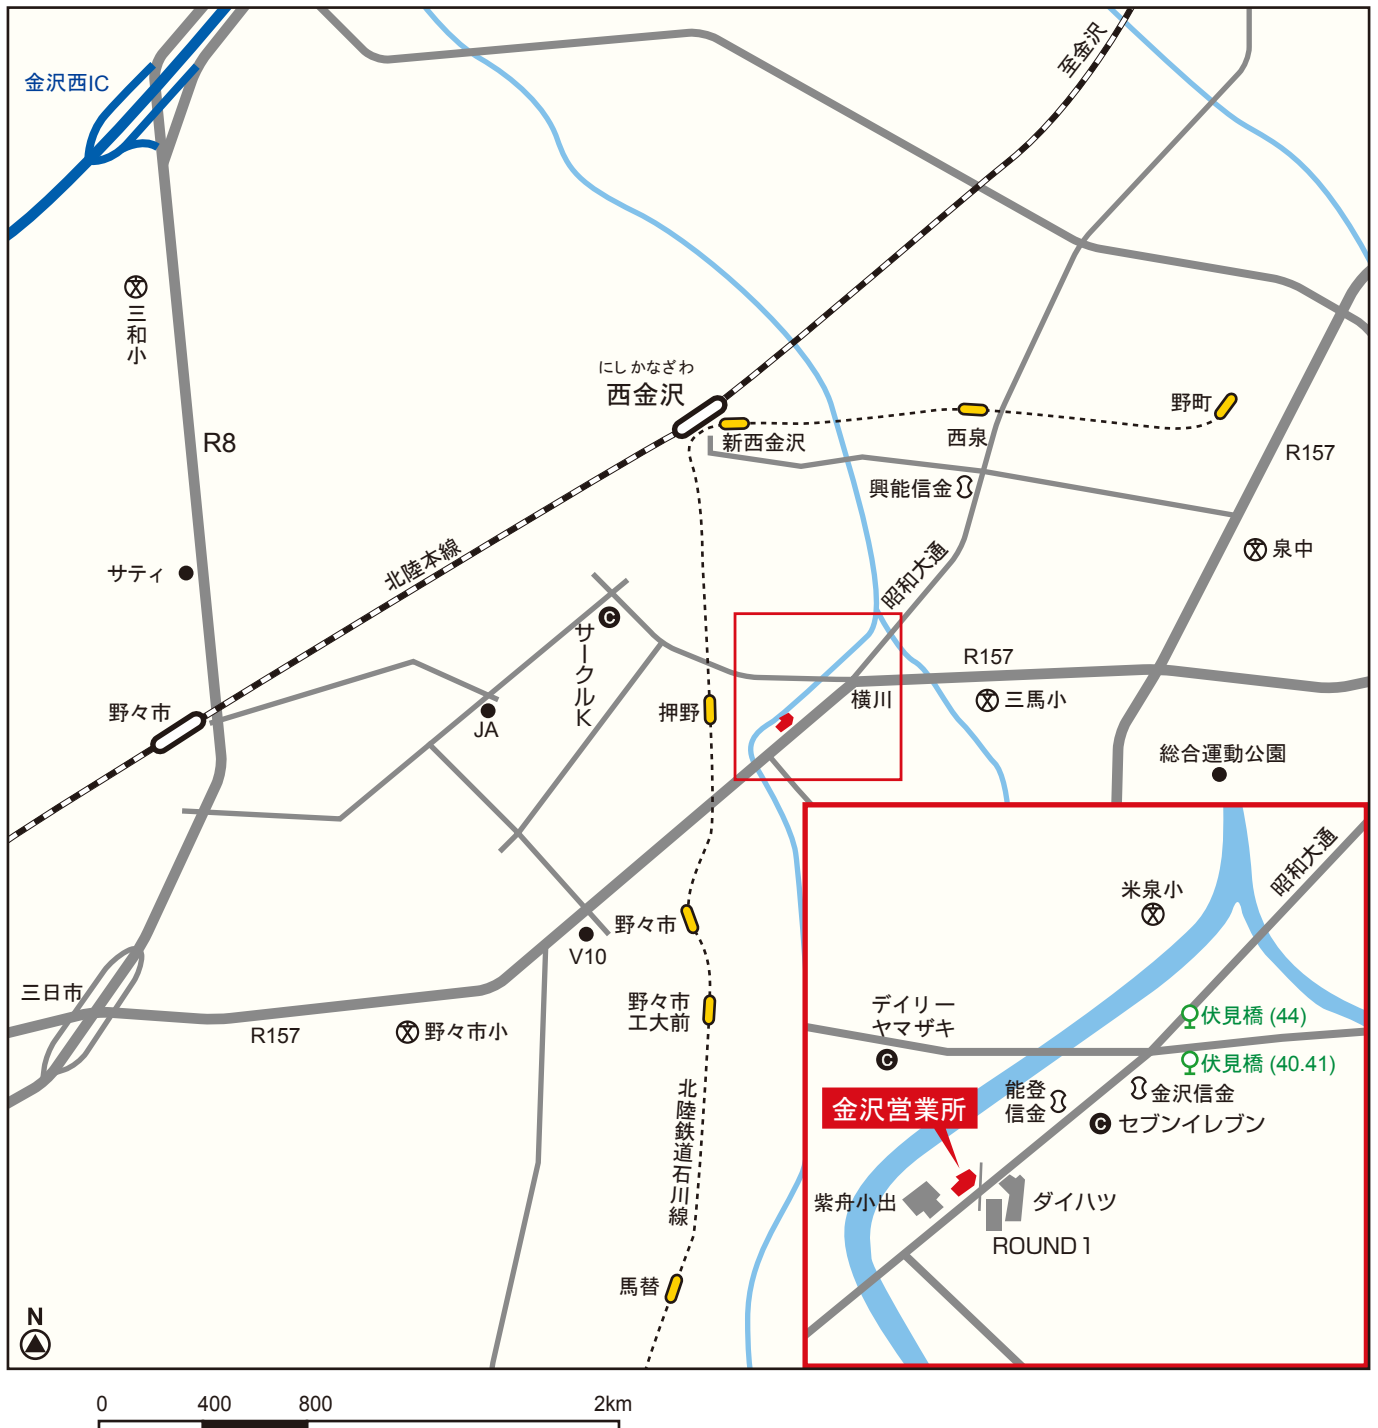 金沢西IC
至金沢
三和小
にしかなざわ
西金沢
野町
新西金沢
西泉
R8
R157
興能信金
泉中
北陸本線
サティ
昭和大通
サークルK
R157
横川
三馬小
野々市
JA
押野
総合運動公園
野々市
V10
三日市
R157
野々市小
野々市
工大前
北陸鉄道石川線
馬替
昭和大通
米泉小
デイリー
ヤマザキ
伏見橋 (44)
伏見橋 (40.41)
能登
信金
金沢信金
セブンイレブン
金沢営業所
紫舟小出
ダイハツ
ROUND1
N
0 400 800 2km